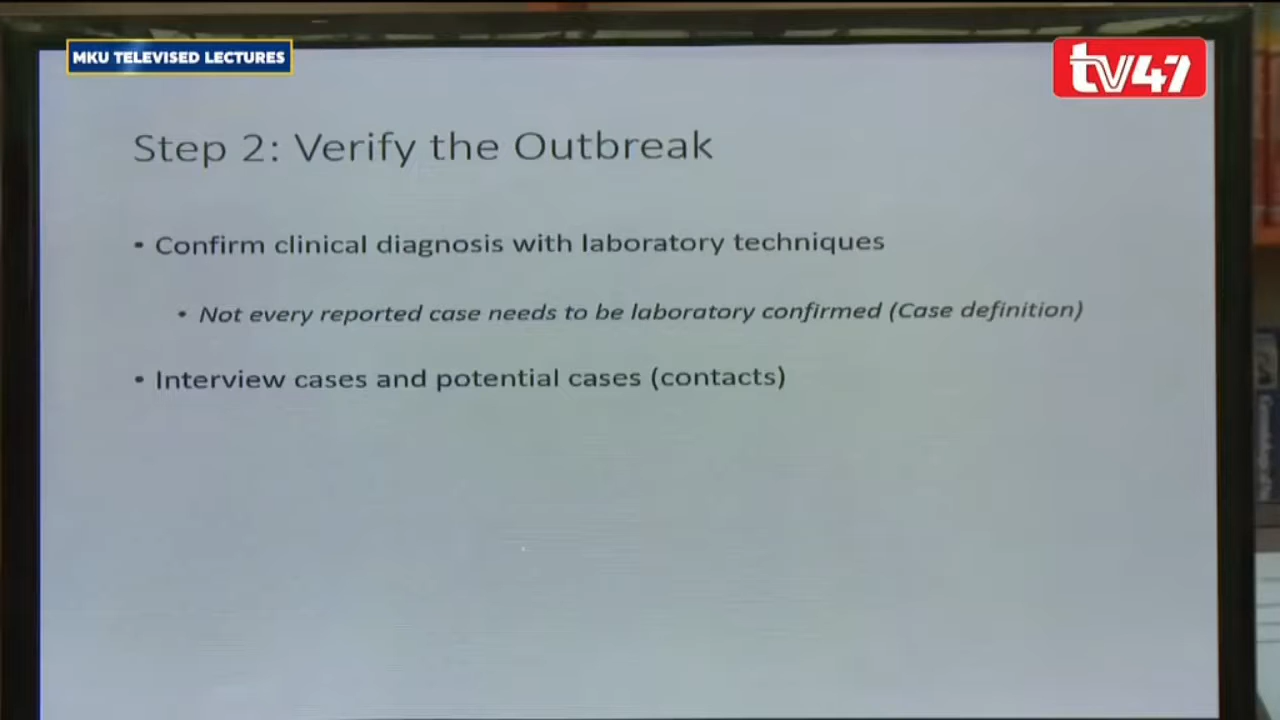 MKU TELEVISED LECTURES
tv47
Step 2: Verify the Outbreak
• Confirm clinical diagnosis with laboratory techniques
• Not every reported case needs to be laboratory confirmed (Case definition)
• Interview cases and potential cases (contacts)